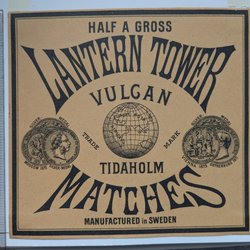 HALF A GROSS
LANTERN TOWER
VULCAN
TRADE MARK
TIDAHOLM
MATCHES
MANUFACTURED in SWEDEN